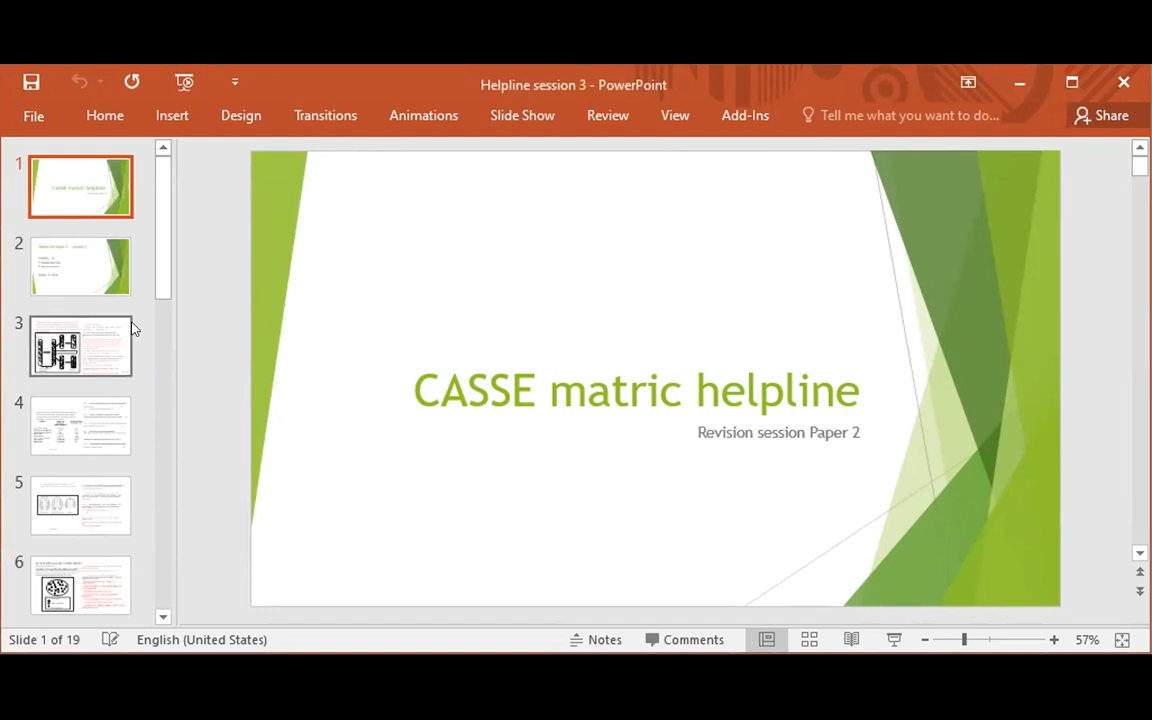 Helpline session 3 - PowerPoint
File Home Insert Design Transitions Animations Slide Show Review View Add-Ins Tell me what you want to do... Share
1
2
3
4
5
6
CASSE matric helpline
Revision session Paper 2
Slide 1 of 19 English (United States) Notes Comments 57%